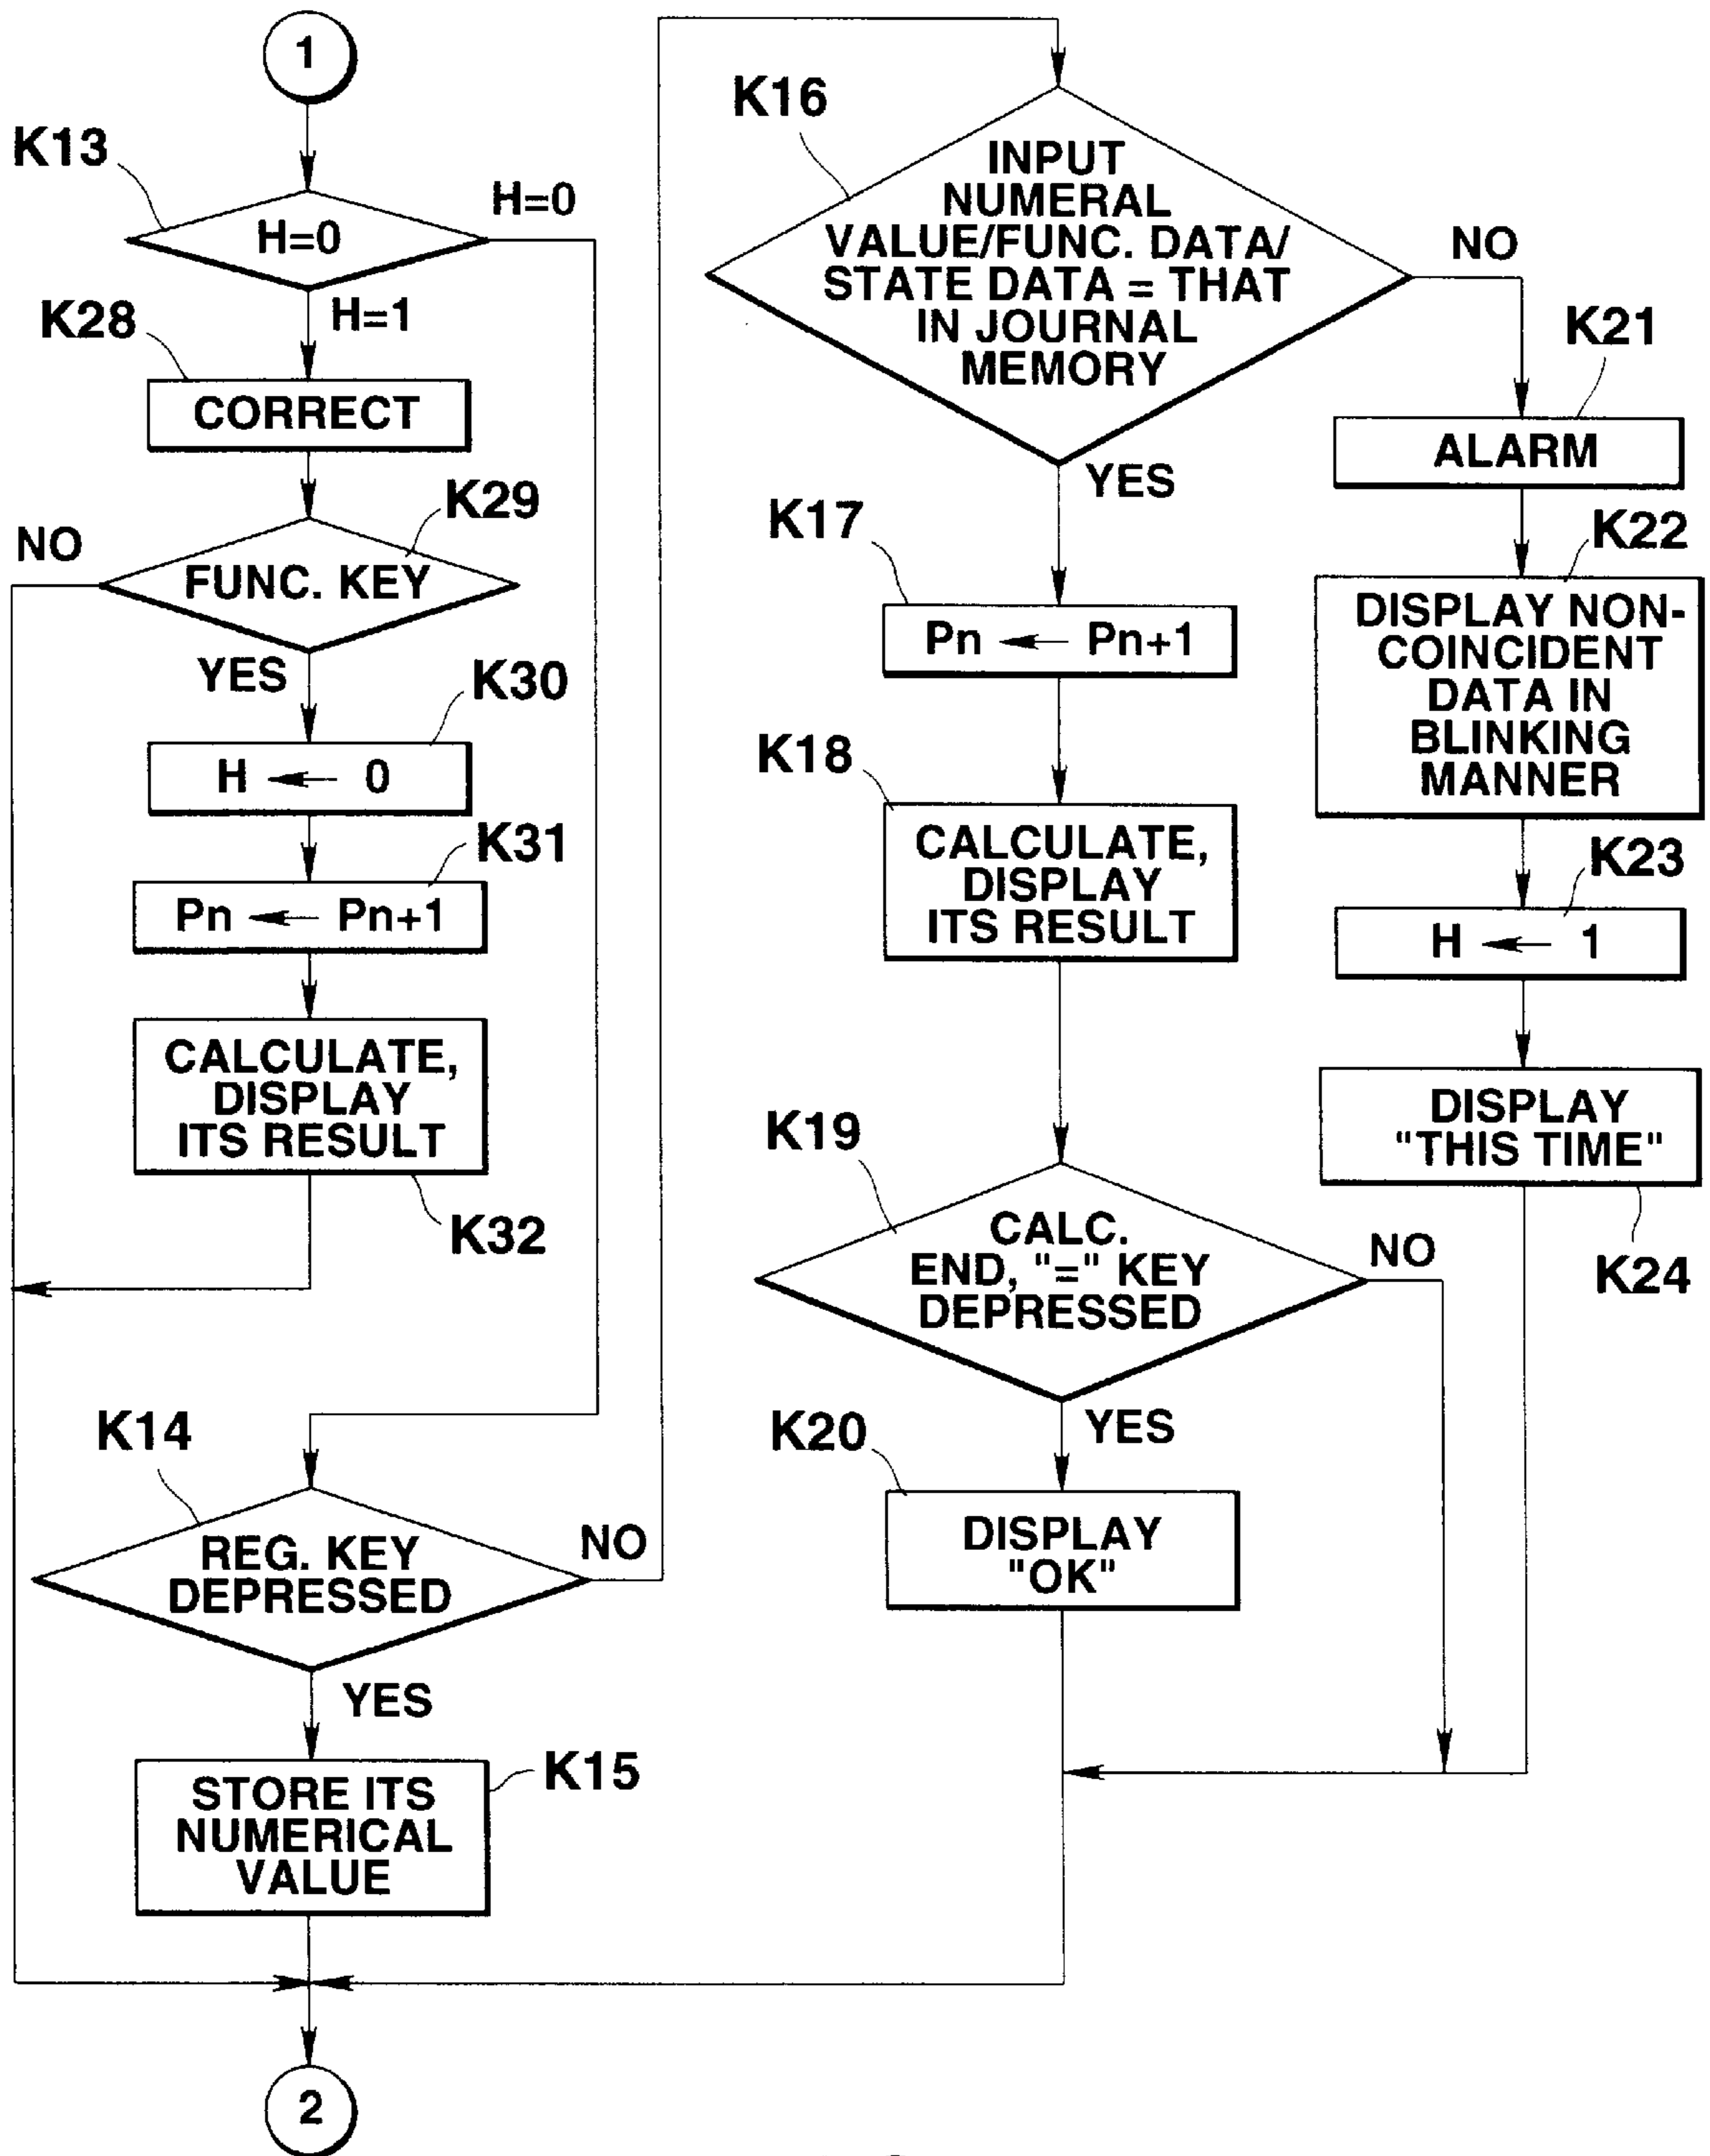 1
K13
H=0
H=0
H=1
K28
CORRECT
K29
NO
FUNC. KEY
YES
K30
H ← 0
K31
Pn ← Pn+1
CALCULATE,
DISPLAY
ITS RESULT
K32
K14
REG. KEY
DEPRESSED
NO
YES
K15
STORE ITS
NUMERICAL
VALUE
2
K16
INPUT
NUMERAL
VALUE/FUNC. DATA/
STATE DATA = THAT
IN JOURNAL
MEMORY
NO
YES
K17
Pn ← Pn+1
K18
CALCULATE,
DISPLAY
ITS RESULT
K19
CALC.
END, "=" KEY
DEPRESSED
NO
YES
K20
DISPLAY
"OK"
K21
ALARM
K22
DISPLAY NON-
COINCIDENT
DATA IN
BLINKING
MANNER
K23
H ← 1
DISPLAY
"THIS TIME"
K24